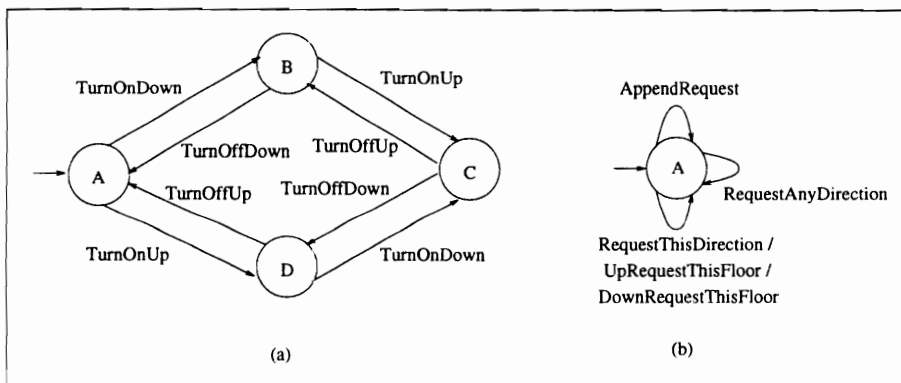 B
TurnOnDown
TurnOnUp
TurnOffDown
TurnOffUp
A
C
TurnOffUp
TurnOffDown
TurnOnUp
D
TurnOnDown
(a)
AppendRequest
A
RequestAnyDirection
RequestThisDirection /
UpRequestThisFloor /
DownRequestThisFloor
(b)